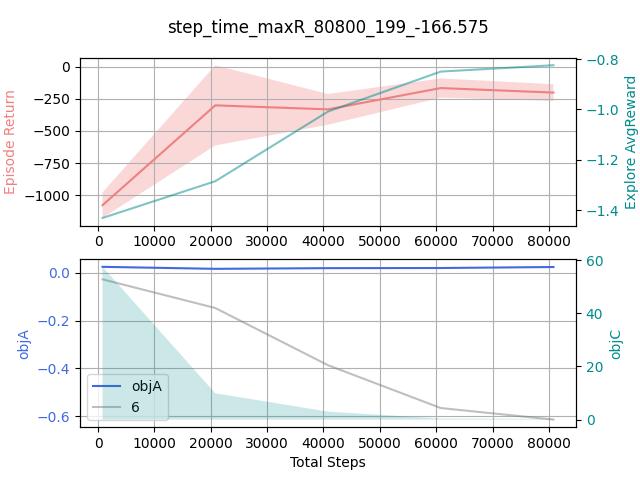 step_time_maxR_80800_199_-166.575
0
−250
−500
−750
−1000
Episode Return
−0.8
−1.0
−1.2
−1.4
Explore AvgReward
0 10000 20000 30000 40000 50000 60000 70000 80000
0.0
−0.2
−0.4
−0.6
objA
60
40
20
0
objC
objA
6
0 10000 20000 30000 40000 50000 60000 70000 80000
Total Steps